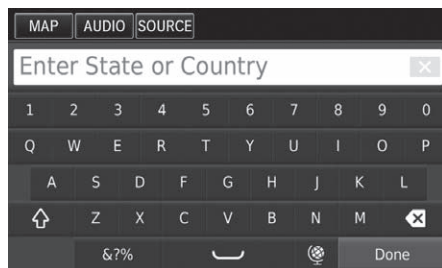 MAP AUDIO SOURCE
Enter State or Country
1 2 3 4 5 6 7 8 9 0
Q W E R T Y U I O P
A S D F G H J K L
Z X C V B N M
&?% Done